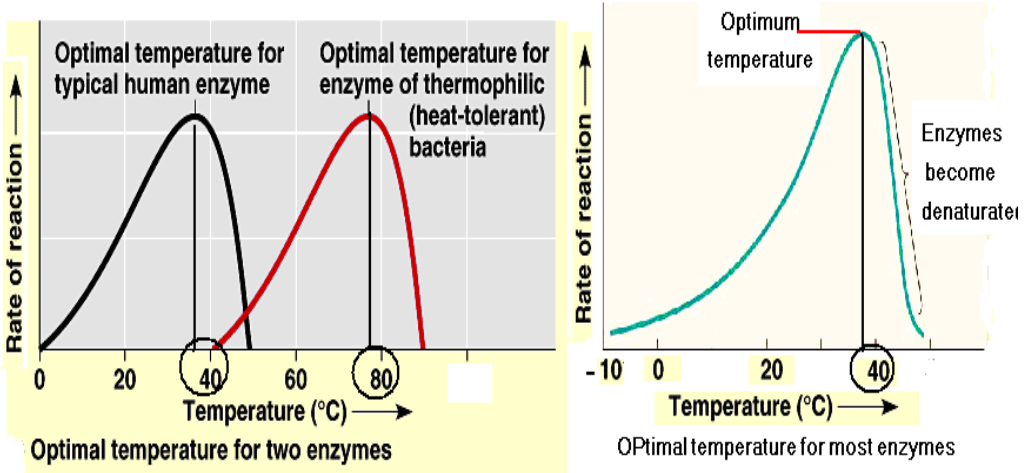 Optimal temperature for
typical human enzyme
Optimal temperature for
enzyme of thermophilic
(heat-tolerant)
bacteria
Rate of reaction
0 20 40 60 80
Temperature (°C)
Optimal temperature for two enzymes
Optimum
temperature
Enzymes
become
denatured
Rate of reaction
-10 0 20 40
Temperature (°C)
OPtimal temperature for most enzymes